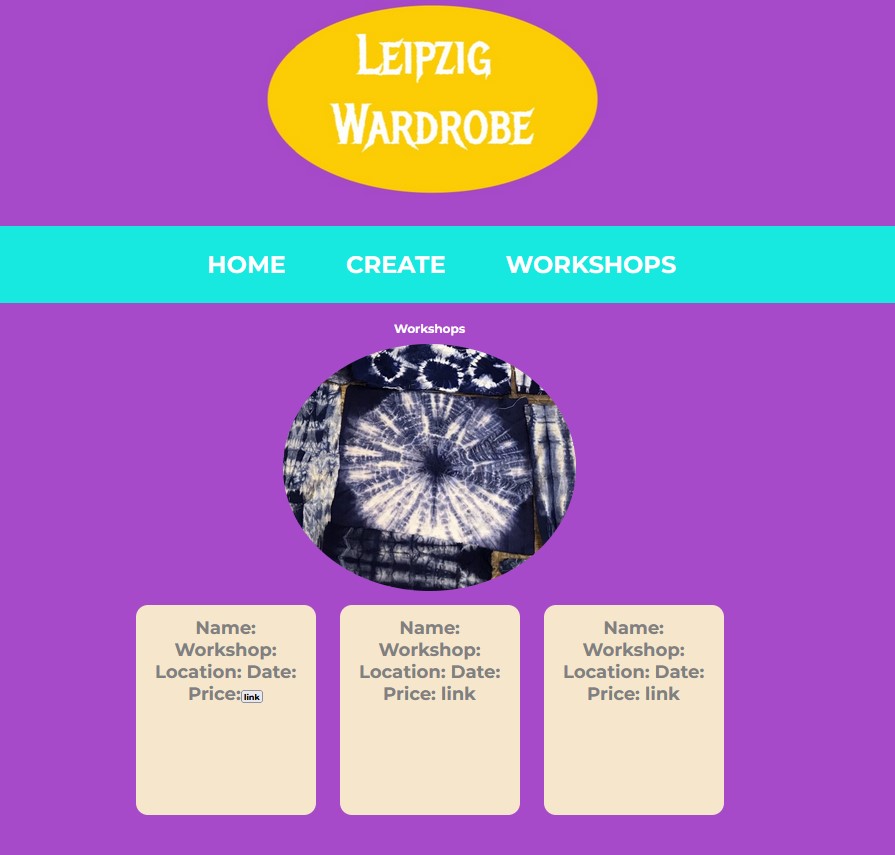 Leipzig
Wardrobe
HOME CREATE WORKSHOPS
Workshops
Name:
Workshop:
Location: Date:
Price: link
Name:
Workshop:
Location: Date:
Price: link
Name:
Workshop:
Location: Date:
Price: link